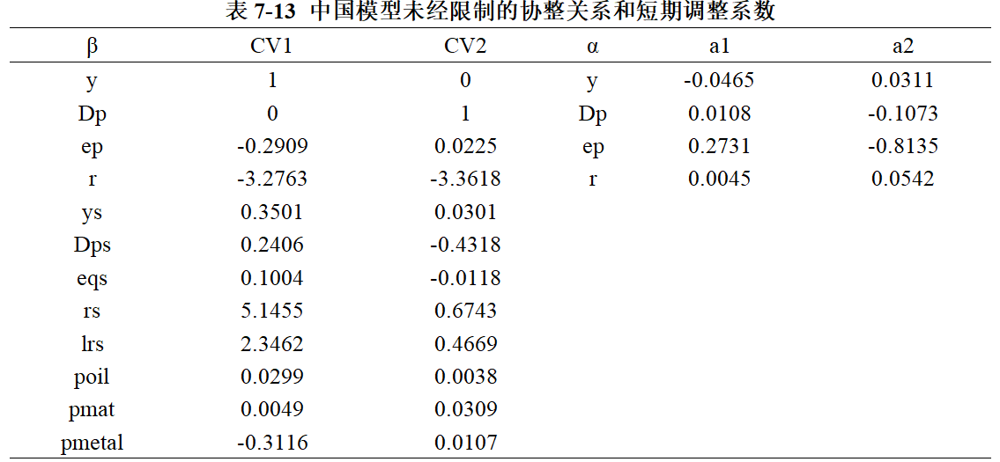 表 7-13 中国模型未经限制的协整关系和短期调整系数
β CV1 CV2 α a1 a2
y 1 0 y -0.0465 0.0311
Dp 0 1 Dp 0.0108 -0.1073
ep -0.2909 0.0225 ep 0.2731 -0.8135
r -3.2763 -3.3618 r 0.0045 0.0542
ys 0.3501 0.0301
Dps 0.2406 -0.4318
eqs 0.1004 -0.0118
rs 5.1455 0.6743
lrs 2.3462 0.4669
poil 0.0299 0.0038
pmat 0.0049 0.0309
pmetal -0.3116 0.0107